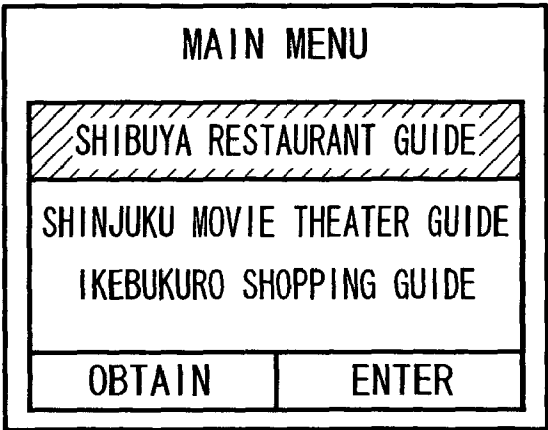 MAIN MENU
SHIBUYA RESTAURANT GUIDE
SHINJUKU MOVIE THEATER GUIDE
IKEBUKURO SHOPPING GUIDE
OBTAIN ENTER